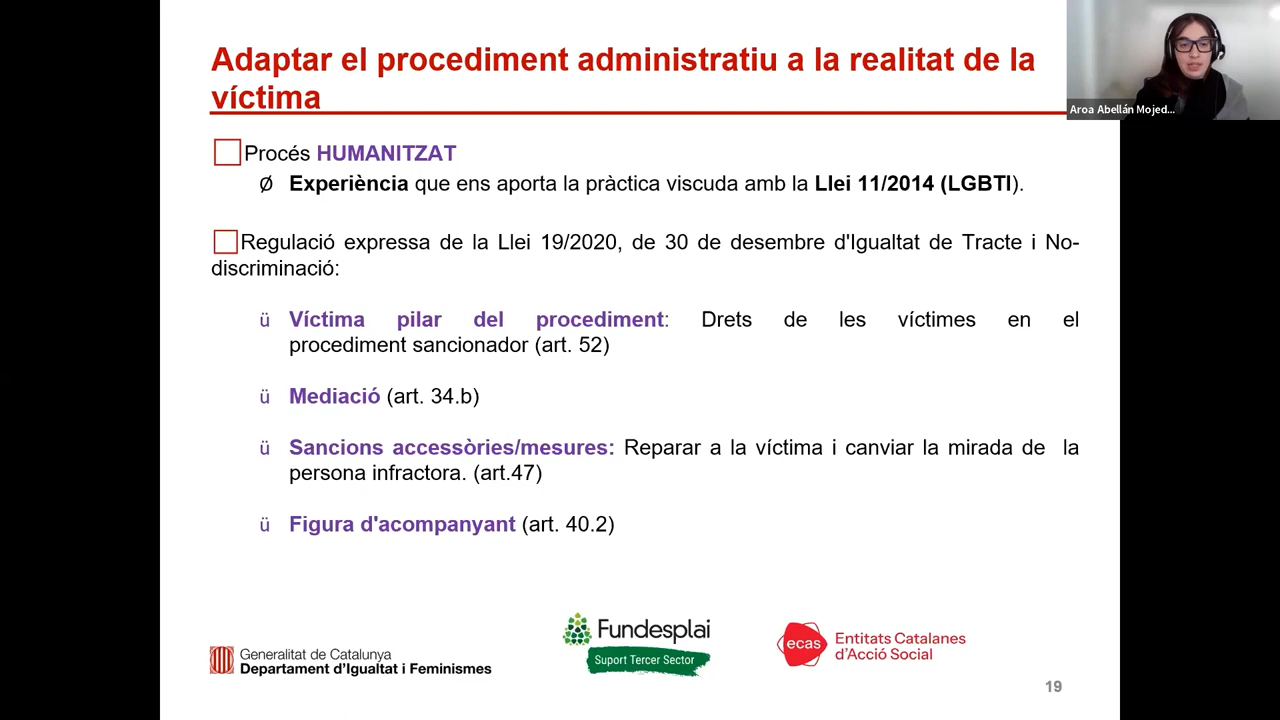 Adaptar el procediment administratiu a la realitat de la
víctima
Aroa Abellán Mojed...
Procés HUMANITZAT
Ø Experiència que ens aporta la pràctica viscuda amb la Llei 11/2014 (LGBTI).
Regulació expressa de la Llei 19/2020, de 30 de desembre d'Igualtat de Tracte i No-
discriminació:
ü Víctima pilar del procediment: Drets de les víctimes en el
procediment sancionador (art. 52)
ü Mediació (art. 34.b)
ü Sancions accessòries/mesures: Reparar a la víctima i canviar la mirada de la
persona infractora. (art.47)
ü Figura d'acompanyant (art. 40.2)
Generalitat de Catalunya
Departament d'Igualtat i Feminismes
Fundesplai
Suport Tercer Sector
ecas
Entitats Catalanes
d'Acció Social
19